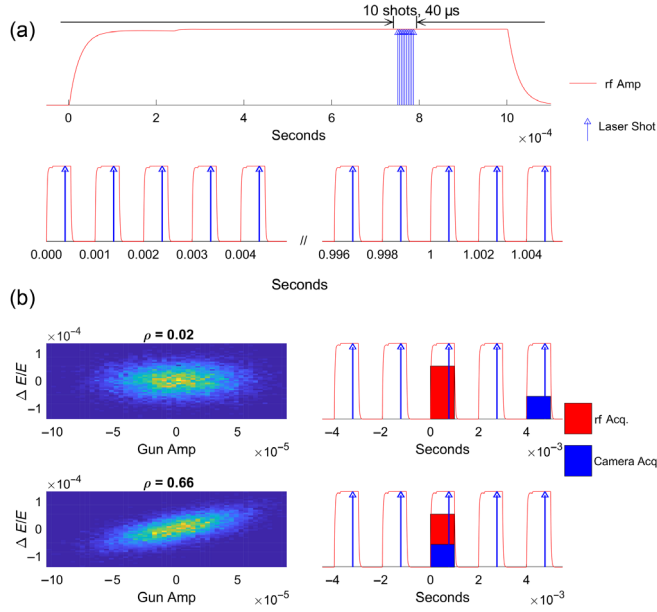 (a)
10 shots, 40 µs
0 2 4 6 8 10
Seconds
×10⁻⁴
rf Amp
Laser Shot
0.000 0.001 0.002 0.003 0.004 // 0.996 0.998 1 1.002 1.004
Seconds
(b)
×10⁻⁴
ρ = 0.02
Δ E/E
1
0
−1
−10 −5 0 5
Gun Amp
×10⁻⁵
−4 −2 0 2 4
Seconds
×10⁻³
rf Acq.
Camera Acq
×10⁻⁴
ρ = 0.66
Δ E/E
1
0
−1
−10 −5 0 5
Gun Amp
×10⁻⁵
−4 −2 0 2 4
Seconds
×10⁻³